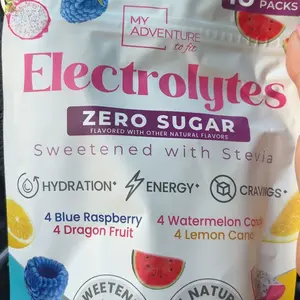 PACKS
MY
ADVENTURE
to fit
Electrolytes
ZERO SUGAR
FLAVORED WITH OTHER NATURAL FLAVORS
Sweetened with Stevia
HYDRATION* ENERGY* CRAVINGS*
4 Blue Raspberry 4 Watermelon
4 Dragon Fruit 4 Lemon